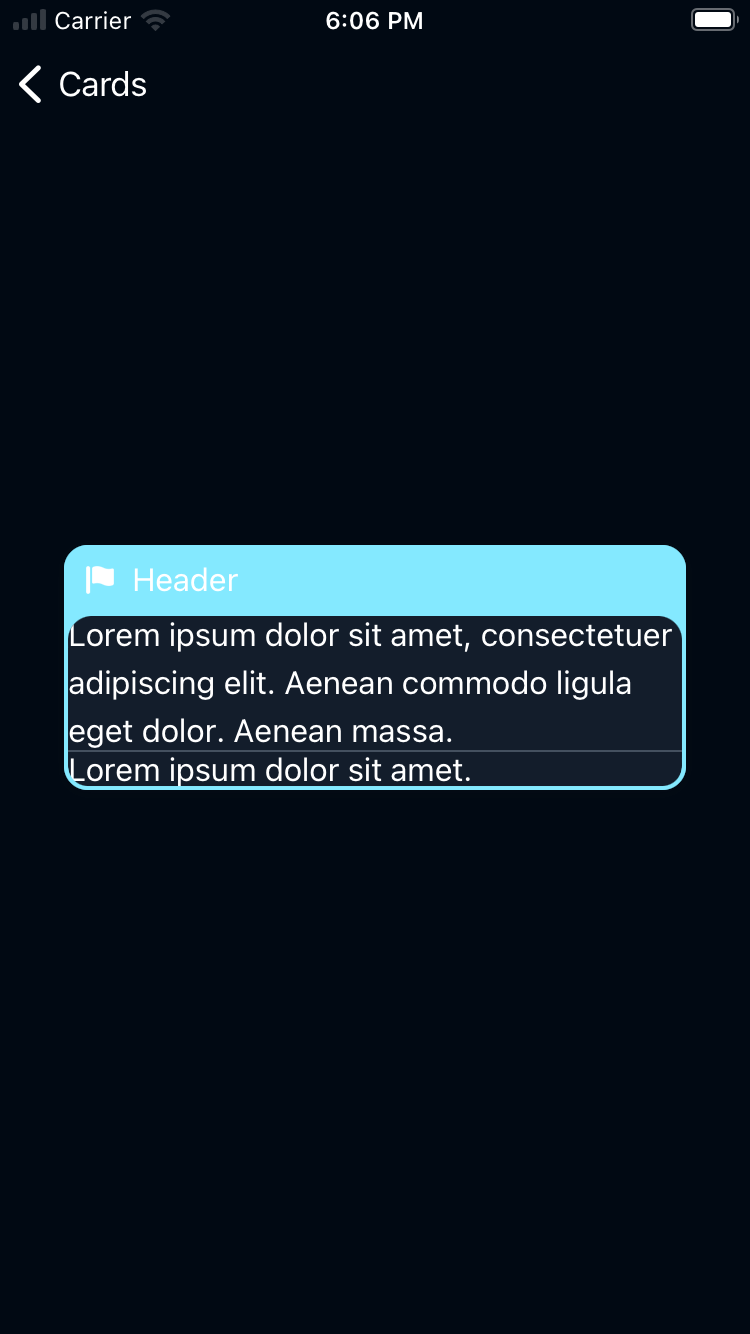 Carrier 6:06 PM
Cards
Header
Lorem ipsum dolor sit amet, consectetuer
adipiscing elit. Aenean commodo ligula
eget dolor. Aenean massa.
Lorem ipsum dolor sit amet.